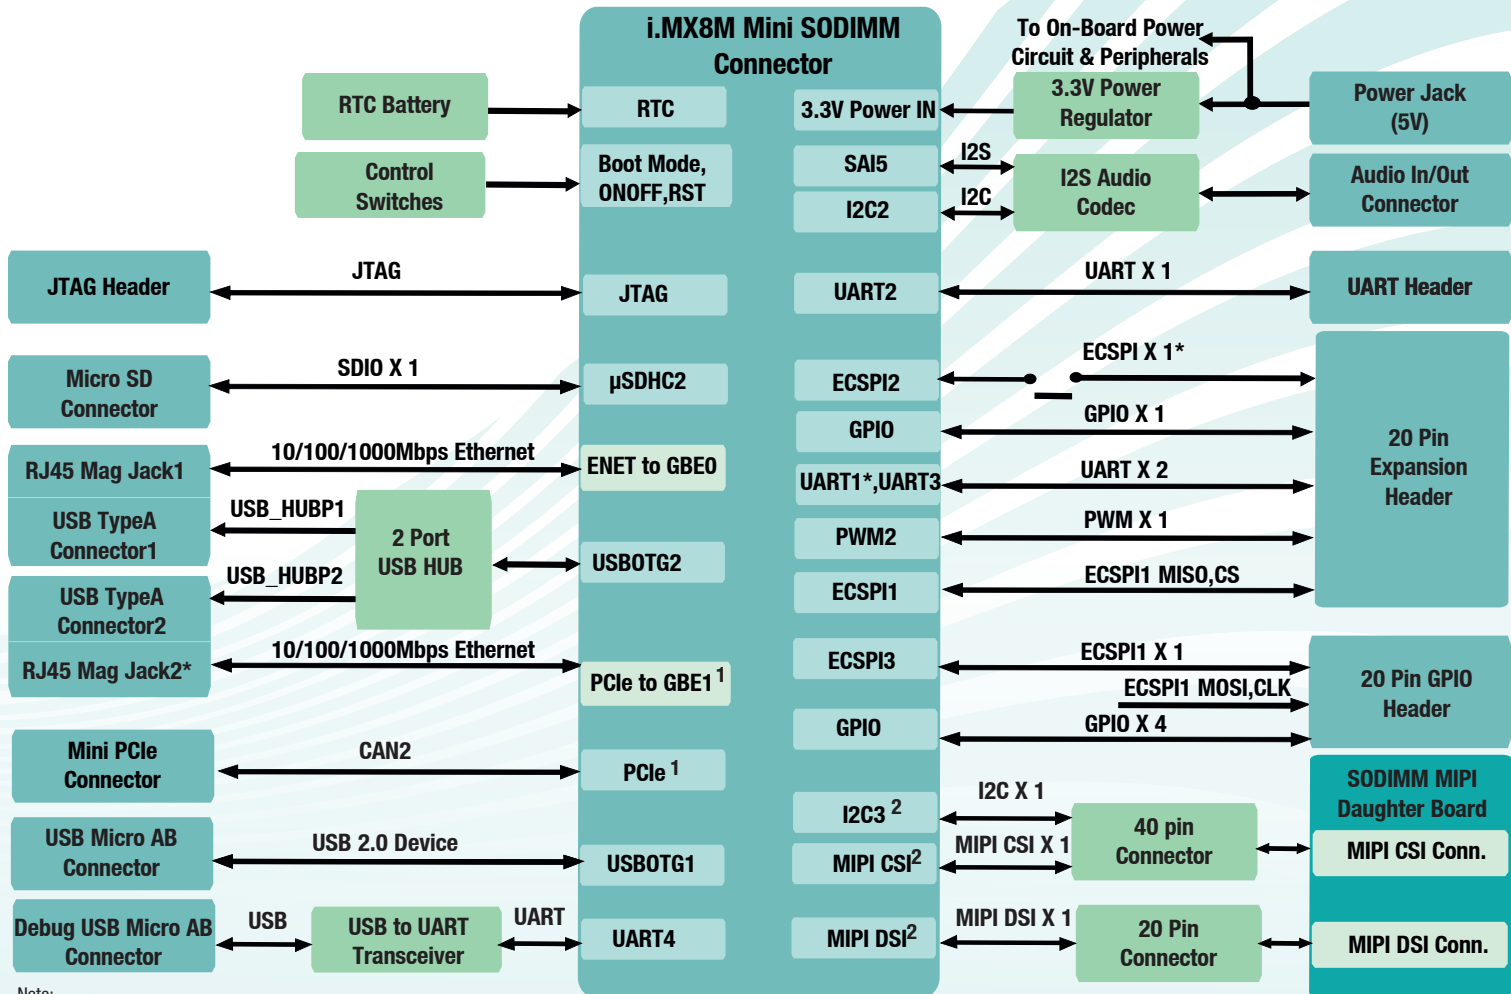 i.MX8M Mini SODIMM
Connector
To On-Board Power
Circuit & Peripherals
RTC Battery
RTC
3.3V Power IN
3.3V Power
Regulator
Power Jack
(5V)
Control
Switches
Boot Mode,
ONOFF,RST
SAI5
I2S
I2C2
I2C
I2S Audio
Codec
Audio In/Out
Connector
JTAG Header
JTAG
JTAG
UART2
UART X 1
UART Header
Micro SD
Connector
SDIO X 1
µSDHC2
ECSPI2
ECSPI X 1*
GPIO
GPIO X 1
UART1*,UART3
UART X 2
PWM2
PWM X 1
ECSPI1
ECSPI1 MISO,CS
20 Pin
Expansion
Header
RJ45 Mag Jack1
10/100/1000Mbps Ethernet
ENET to GBE0
USB TypeA
Connector1
USB_HUBP1
2 Port
USB HUB
USBOTG2
USB_HUBP2
USB TypeA
Connector2
RJ45 Mag Jack2*
10/100/1000Mbps Ethernet
PCIe to GBE1 1
ECSPI3
ECSPI1 X 1
ECSPI1 MOSI,CLK
GPIO
GPIO X 4
20 Pin GPIO
Header
Mini PCIe
Connector
CAN2
PCIe 1
I2C3 2
I2C X 1
MIPI CSI2
MIPI CSI X 1
40 pin
Connector
SODIMM MIPI
Daughter Board
MIPI CSI Conn.
USB Micro AB
Connector
USB 2.0 Device
USBOTG1
Debug USB Micro AB
Connector
USB
USB to UART
Transceiver
UART
UART4
MIPI DSI2
MIPI DSI X 1
20 Pin
Connector
MIPI DSI Conn.
Note: